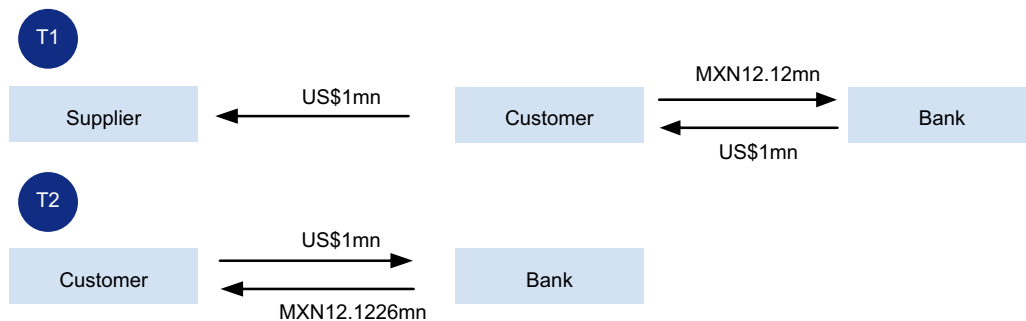 T1
MXN12.12mn
US$1mn
Supplier
Customer
Bank
US$1mn
T2
US$1mn
Customer
Bank
MXN12.1226mn